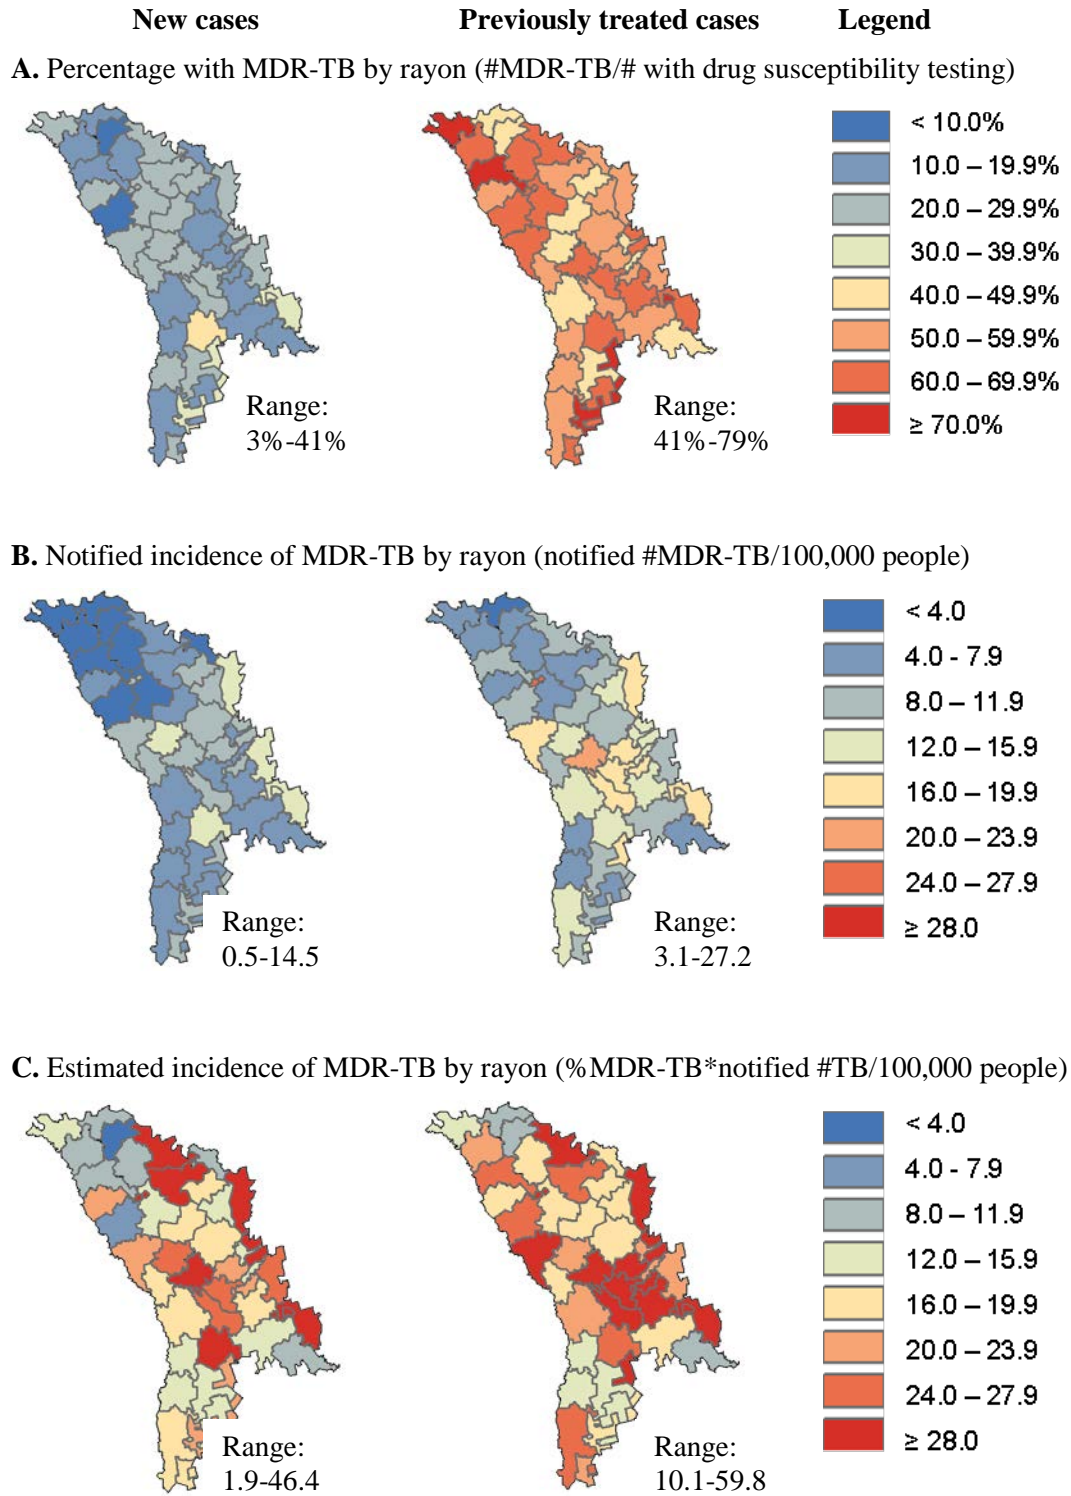 New cases Previously treated cases Legend
A. Percentage with MDR-TB by rayon (#MDR-TB/# with drug susceptibility testing)
< 10.0%
10.0 – 19.9%
20.0 – 29.9%
30.0 – 39.9%
40.0 – 49.9%
50.0 – 59.9%
60.0 – 69.9%
≥ 70.0%
Range:
3%-41%
Range:
41%-79%
B. Notified incidence of MDR-TB by rayon (notified #MDR-TB/100,000 people)
< 4.0
4.0 - 7.9
8.0 – 11.9
12.0 – 15.9
16.0 – 19.9
20.0 – 23.9
24.0 – 27.9
≥ 28.0
Range:
0.5-14.5
Range:
3.1-27.2
C. Estimated incidence of MDR-TB by rayon (%MDR-TB*notified #TB/100,000 people)
< 4.0
4.0 - 7.9
8.0 – 11.9
12.0 – 15.9
16.0 – 19.9
20.0 – 23.9
24.0 – 27.9
≥ 28.0
Range:
1.9-46.4
Range:
10.1-59.8